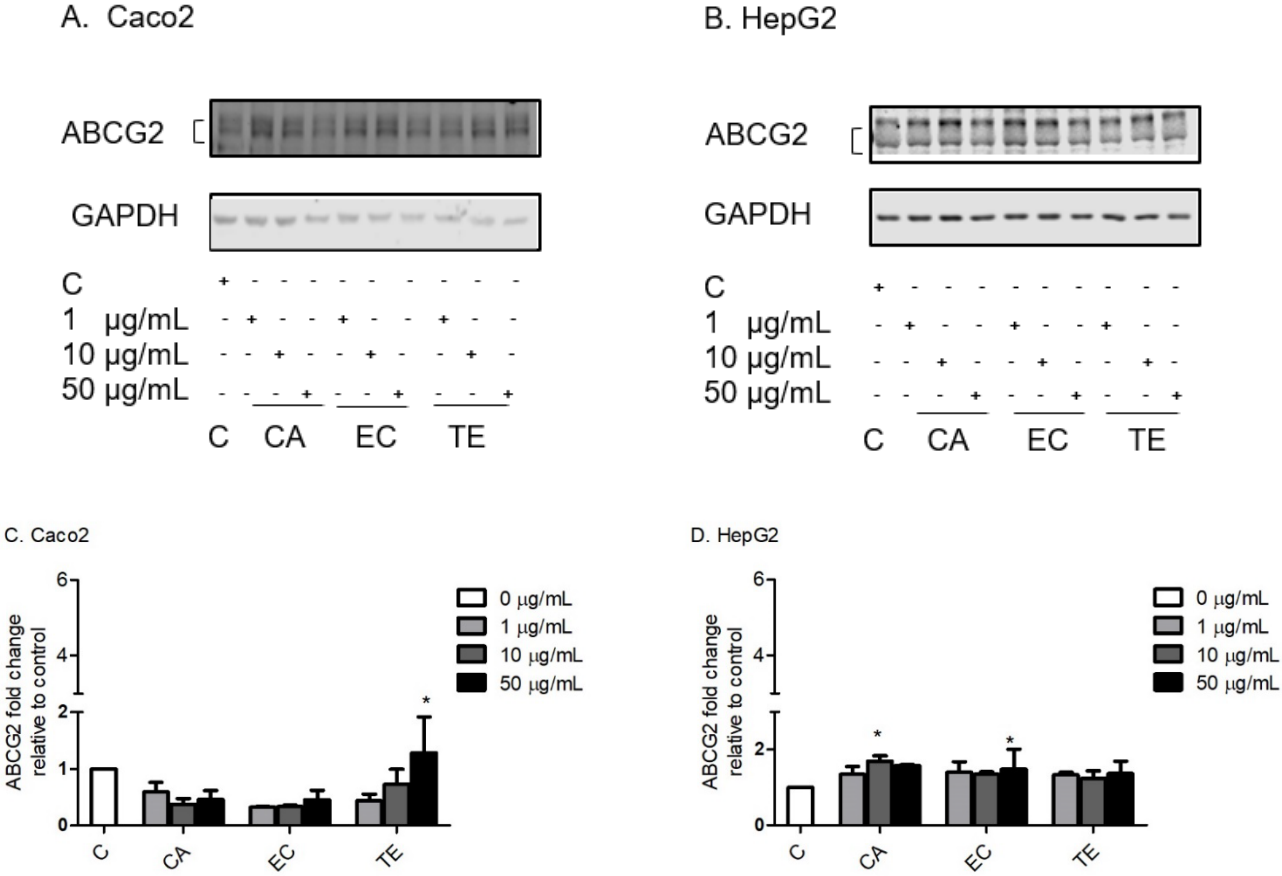 A. Caco2
ABCG2
GAPDH
C + - - - - - - - - -
1 µg/mL - + - - + - - + - -
10 µg/mL - - + - - + - - + -
50 µg/mL - - - + - - + - - +
C CA EC TE
B. HepG2
ABCG2
GAPDH
C + - - - - - - - - -
1 µg/mL - + - - + - - + - -
10 µg/mL - - + - - + - - + -
50 µg/mL - - - + - - + - - +
C CA EC TE
C. Caco2
ABCG2 fold change
relative to control
6
4
2
1
0
*
C CA EC TE
0 µg/mL
1 µg/mL
10 µg/mL
50 µg/mL
D. HepG2
ABCG2 fold change
relative to control
6
4
2
2
0
* *
C CA EC TE
0 µg/mL
1 µg/mL
10 µg/mL
50 µg/mL